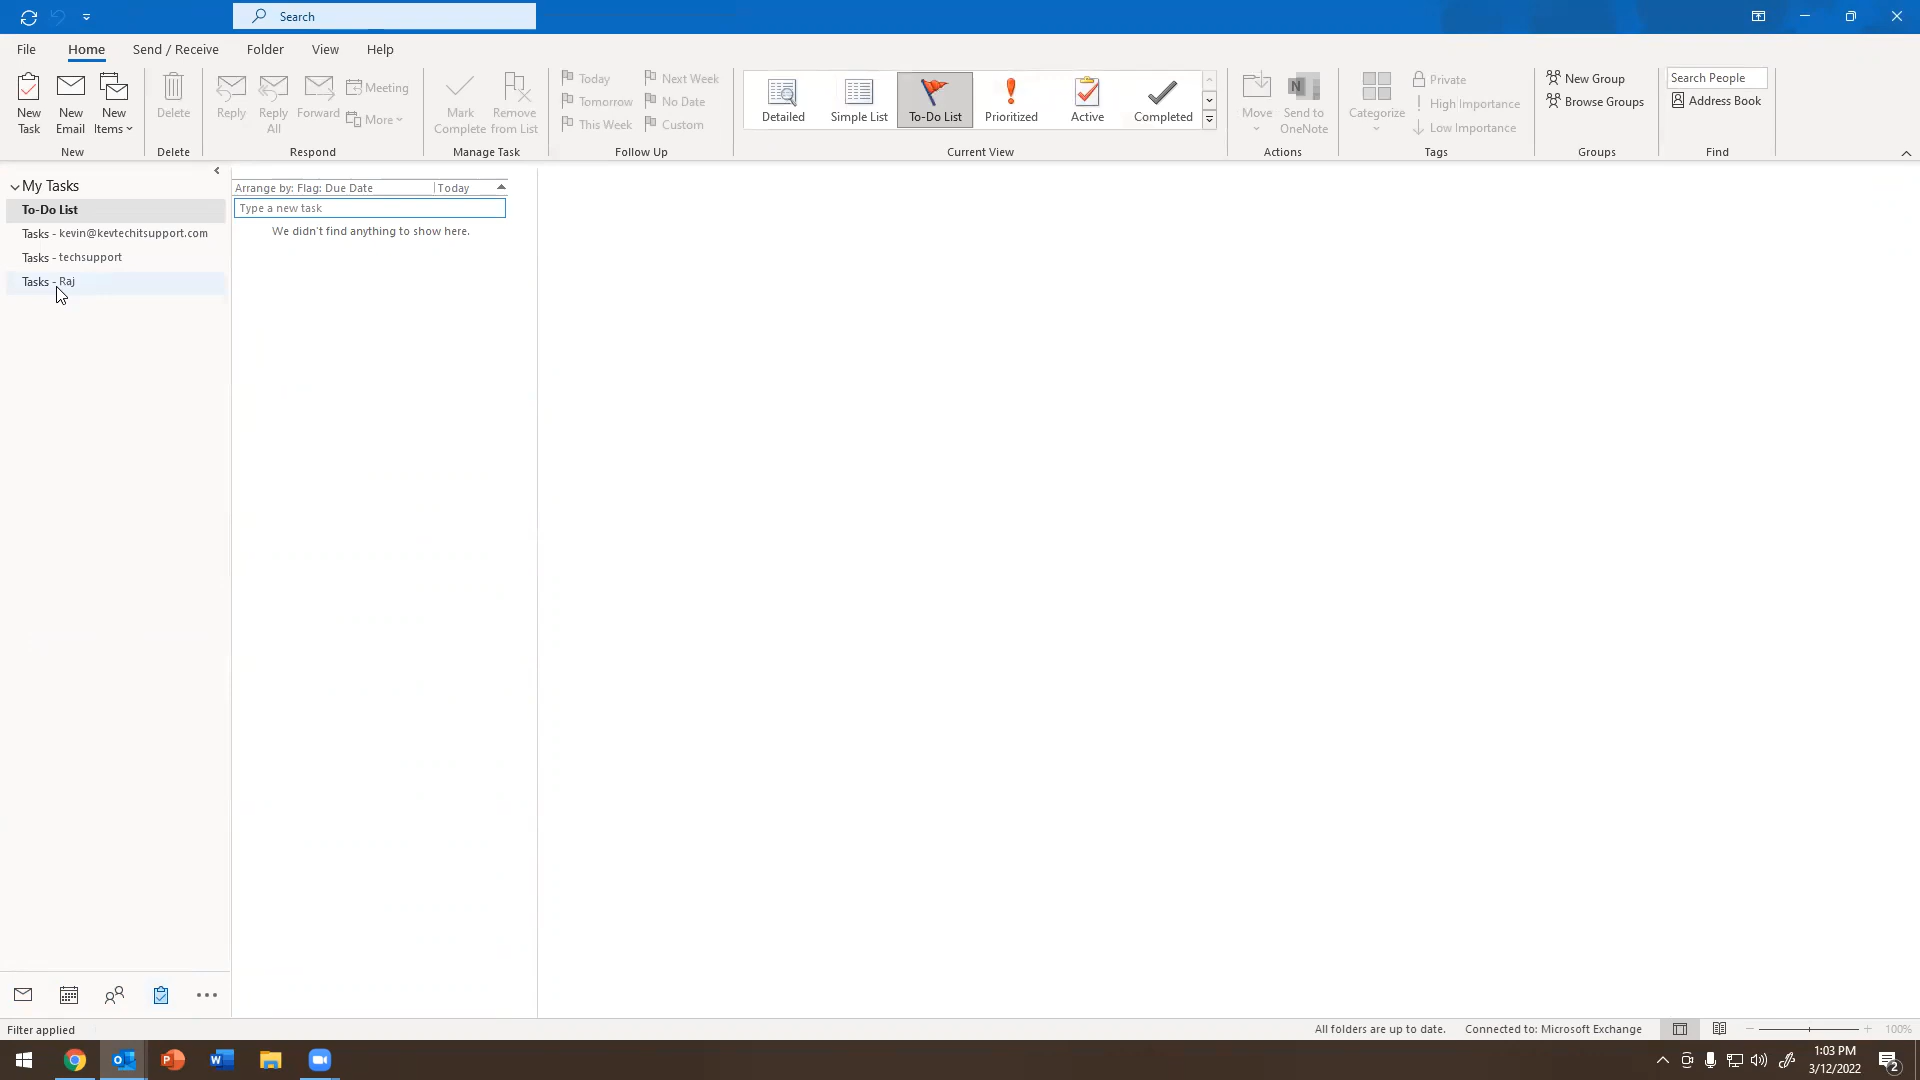 Search
File Home Send / Receive Folder View Help
New Task
New Email
New Items
New
Delete
Delete
Reply
Reply All
Forward
Meeting
More
Respond
Mark Complete
Remove from List
Manage Task
Today
Tomorrow
This Week
Next Week
No Date
Custom
Follow Up
Detailed
Simple List
To-Do List
Prioritized
Active
Completed
Current View
Move
Send to OneNote
Actions
Categorize
Private
High Importance
Low Importance
Tags
New Group
Browse Groups
Groups
Search People
Address Book
Find
My Tasks
To-Do List
Tasks - kevin@kevtechitsupport.com
Tasks - techsupport
Tasks - Raj
Arrange by: Flag: Due Date Today
Type a new task
We didn't find anything to show here.
Filter applied
All folders are up to date. Connected to: Microsoft Exchange 100%
1:03 PM
3/12/2022
2